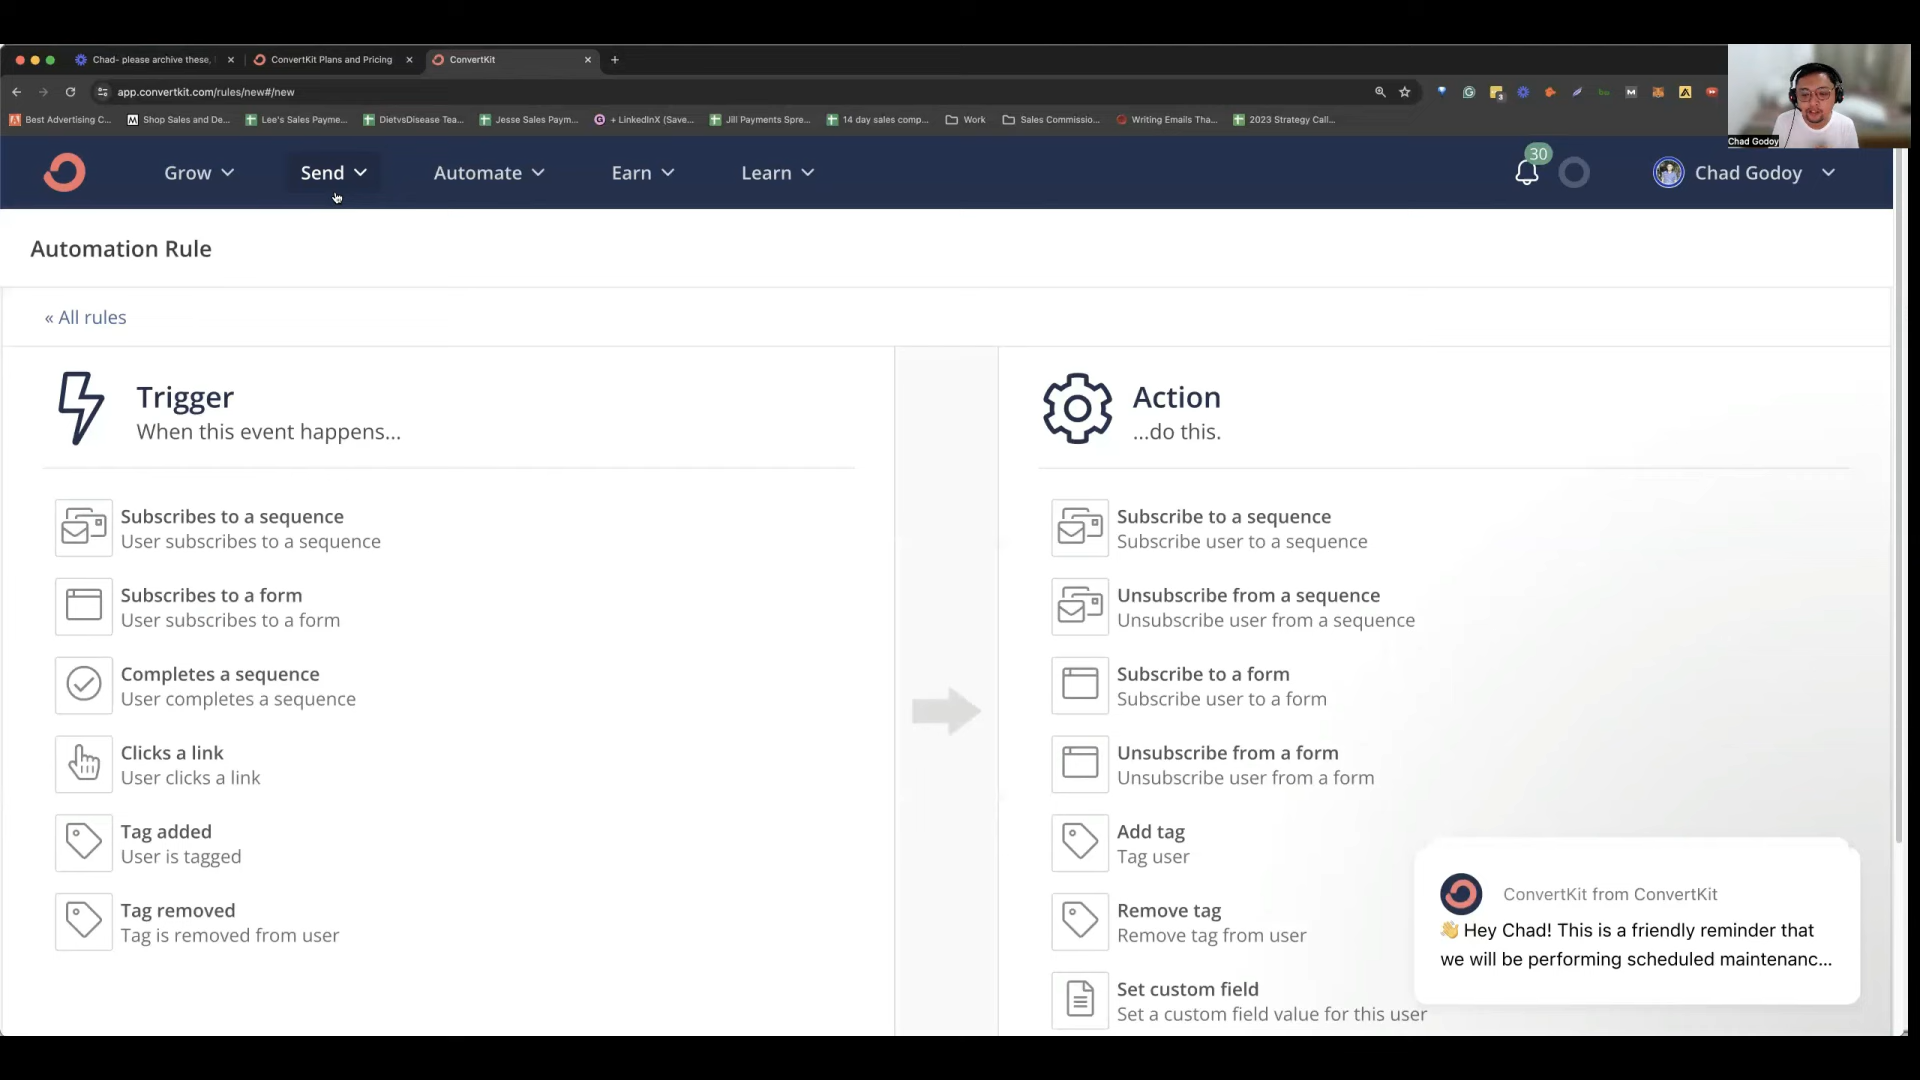 Chad- please archive these,
ConvertKit Plans and Pricing
ConvertKit
app.convertkit.com/rules/new#/new
Best Advertising C...
Shop Sales and De...
Lee's Sales Payme...
DietvsDisease Tea...
Jesse Sales Paym...
+ LinkedInX (Save...
Jill Payments Spre...
14 day sales comp...
Work
Sales Commissio...
Writing Emails Tha...
2023 Strategy Call...
Chad Godoy
Grow
Send
Automate
Earn
Learn
30
Chad Godoy
Automation Rule
« All rules
Trigger
When this event happens...
Subscribes to a sequence
User subscribes to a sequence
Subscribes to a form
User subscribes to a form
Completes a sequence
User completes a sequence
Clicks a link
User clicks a link
Tag added
User is tagged
Tag removed
Tag is removed from user
Action
...do this.
Subscribe to a sequence
Subscribe user to a sequence
Unsubscribe from a sequence
Unsubscribe user from a sequence
Subscribe to a form
Subscribe user to a form
Unsubscribe from a form
Unsubscribe user from a form
Add tag
Tag user
Remove tag
Remove tag from user
Set custom field
Set a custom field value for this user
ConvertKit from ConvertKit
👋 Hey Chad! This is a friendly reminder that
we will be performing scheduled maintenanc...